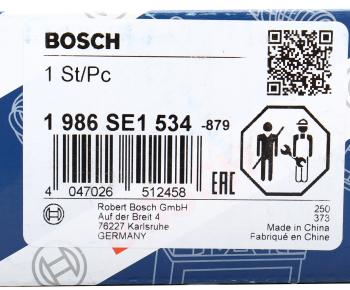 BOSCH
1 St/Pc
1 986 SE1 534 -879
4 047026 512458
EAC
Robert Bosch GmbH
Auf der Breit 4
76227 Karlsruhe
GERMANY
250
373
Made in China
Fabriqué en Chine